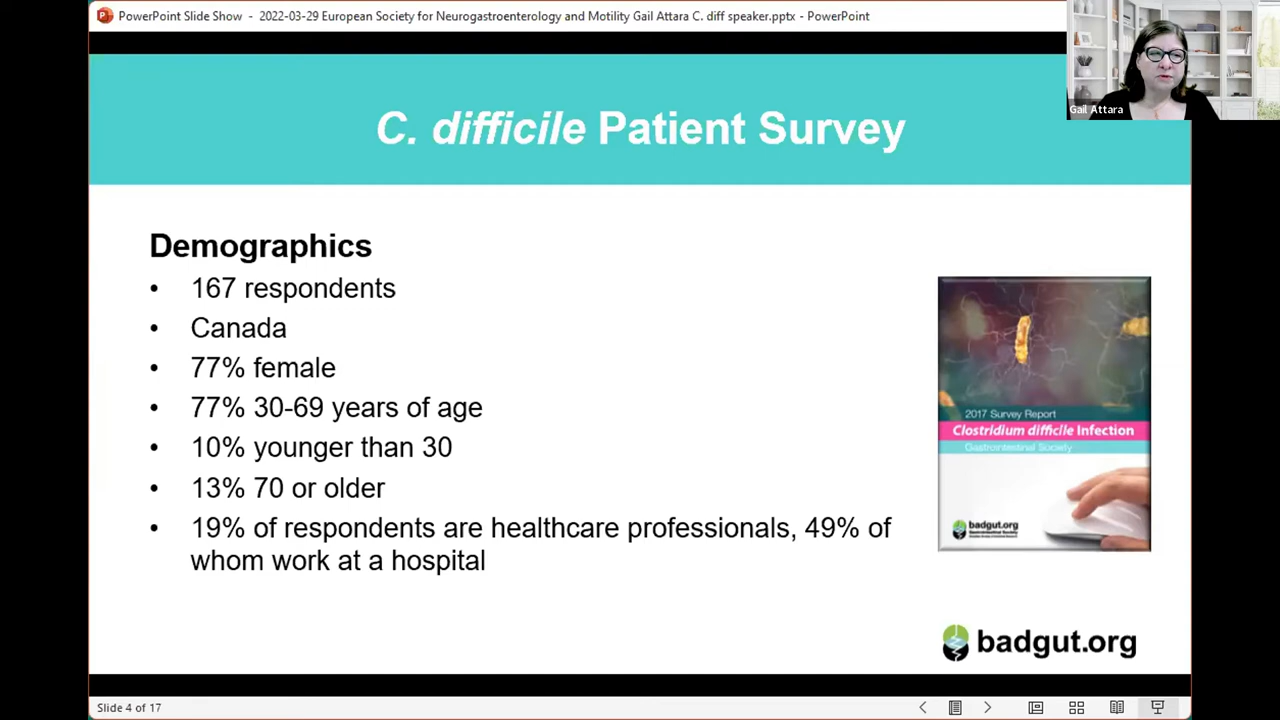 PowerPoint Slide Show - 2022-03-29 European Society for Neurogastroenterology and Motility Gail Attara C. diff speaker.pptx - PowerPoint
Gail Attara
C. difficile Patient Survey
Demographics
• 167 respondents
• Canada
• 77% female
• 77% 30-69 years of age
• 10% younger than 30
• 13% 70 or older
• 19% of respondents are healthcare professionals, 49% of
whom work at a hospital
2017 Survey Report
Clostridium difficile Infection
Gastrointestinal Society
badgut.org
Gastrointestinal Society
badgut.org
Slide 4 of 17